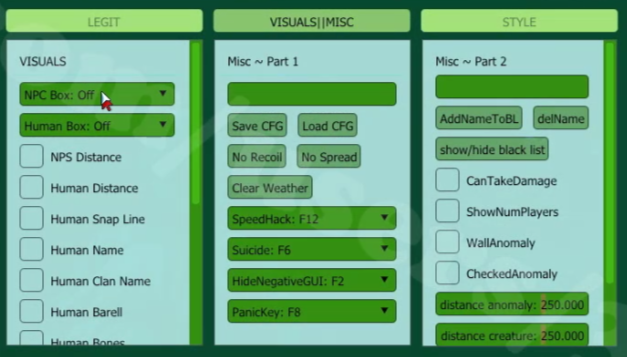 LEGIT
VISUALS||MISC
STYLE
VISUALS
NPC Box: Off
Human Box: Off
NPS Distance
Human Distance
Human Snap Line
Human Name
Human Clan Name
Human Barell
Human Bones
Misc ~ Part 1
Save CFG Load CFG
No Recoil No Spread
Clear Weather
SpeedHack: F12
Suicide: F6
HideNegativeGUI: F2
PanicKey: F8
Misc ~ Part 2
AddNameToBL delName
show/hide black list
CanTakeDamage
ShowNumPlayers
WallAnomaly
CheckedAnomaly
distance anomaly: 250.000
distance creature: 250.000